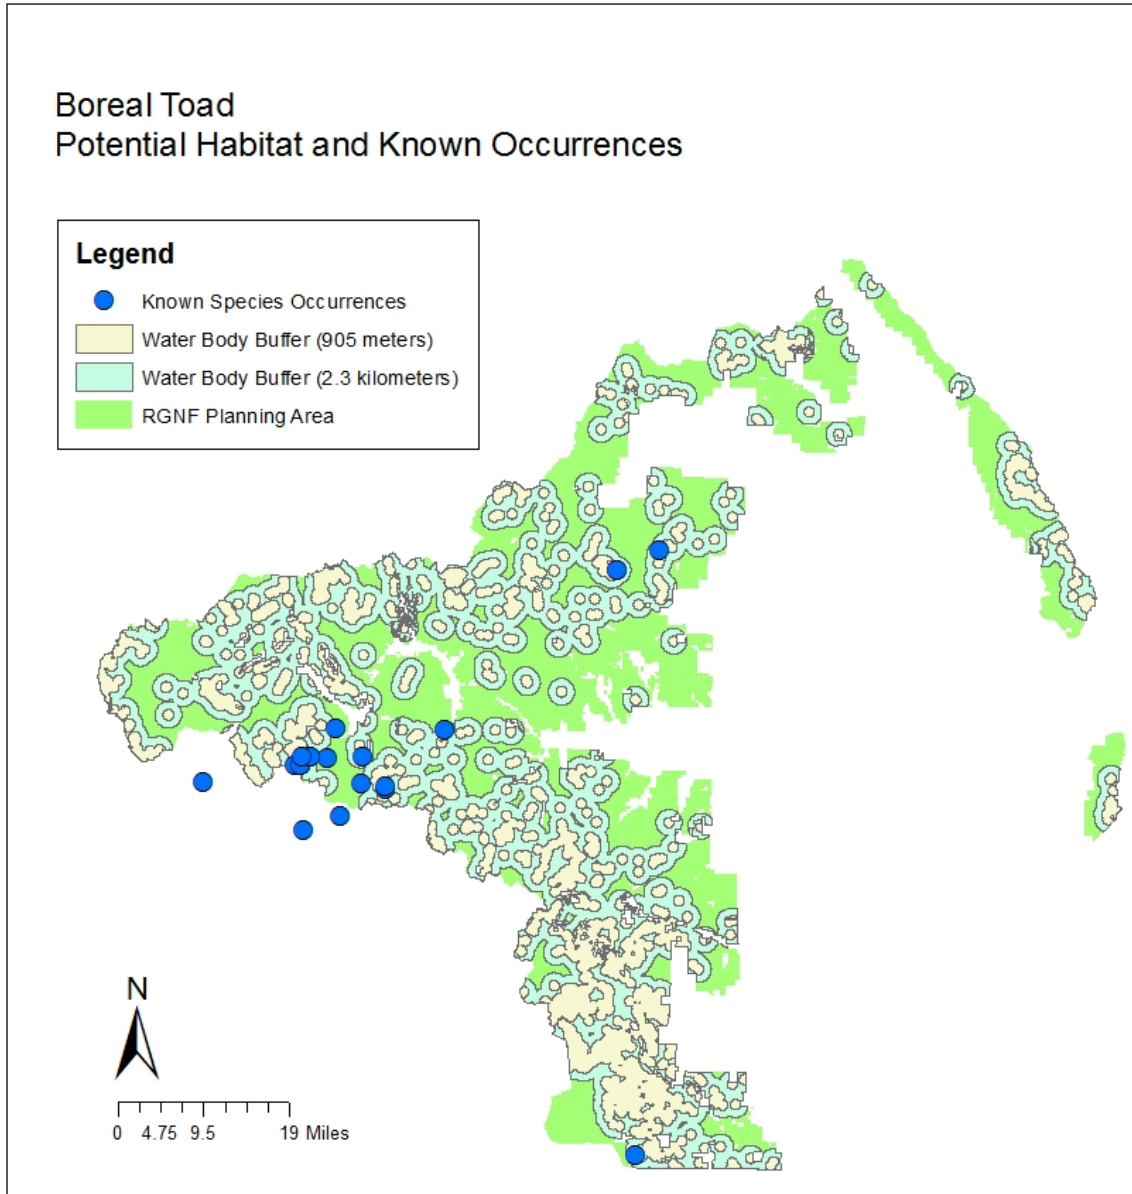 Boreal Toad
Potential Habitat and Known Occurrences
Legend
Known Species Occurrences
Water Body Buffer (905 meters)
Water Body Buffer (2.3 kilometers)
RGNF Planning Area
N
0 4.75 9.5 19 Miles